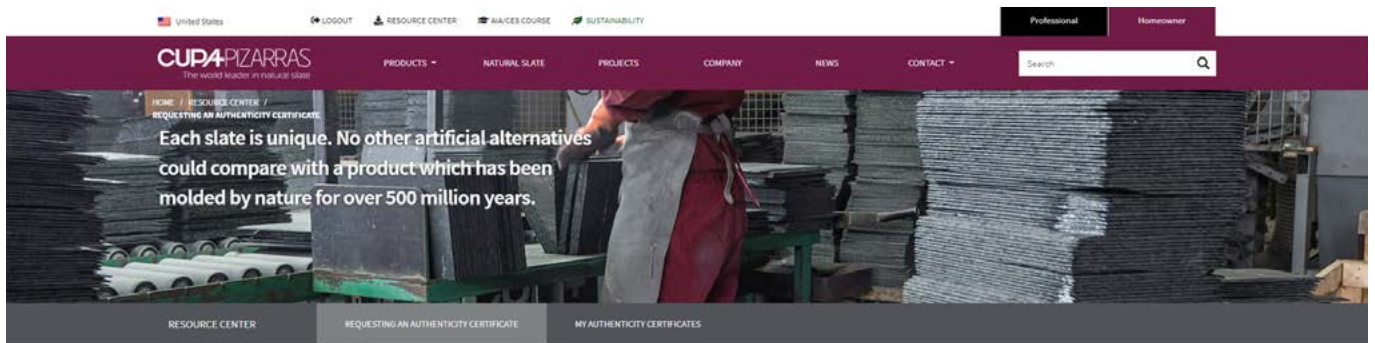 United States LOGOUT RESOURCE CENTER AIA/CES COURSE SUSTAINABILITY Professional Homeowner
CUPA PIZARRAS
The world leader in natural slate
PRODUCTS NATURAL SLATE PROJECTS COMPANY NEWS CONTACT Search
HOME / RESOURCE CENTER /
REQUESTING AN AUTHENTICITY CERTIFICATE
Each slate is unique. No other artificial alternatives
could compare with a product which has been
molded by nature for over 500 million years.
RESOURCE CENTER REQUESTING AN AUTHENTICITY CERTIFICATE MY AUTHENTICITY CERTIFICATES